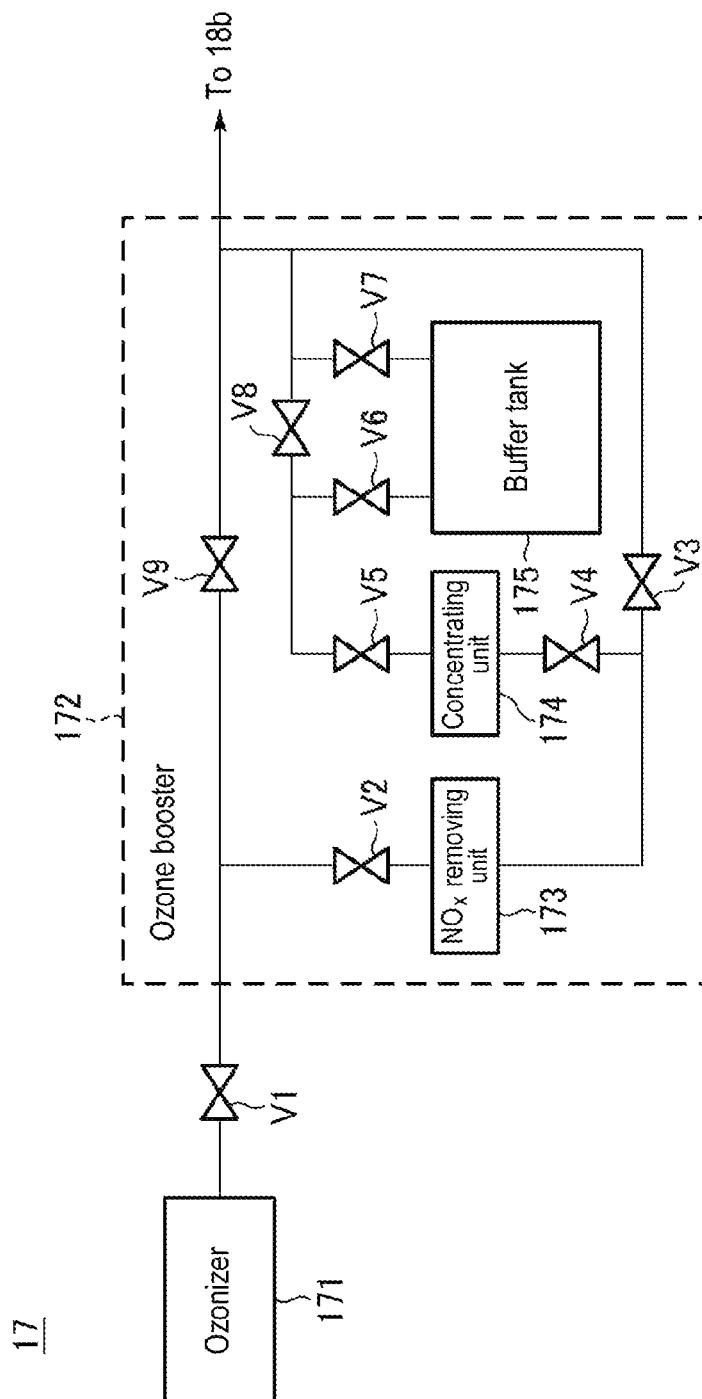 17
Ozonizer
171
V1
172
Ozone booster
V9
To 18b
V2
NOx removing
unit
173
V5
Concentrating
unit
174
V4
V3
V8
V6
V7
Buffer tank
175